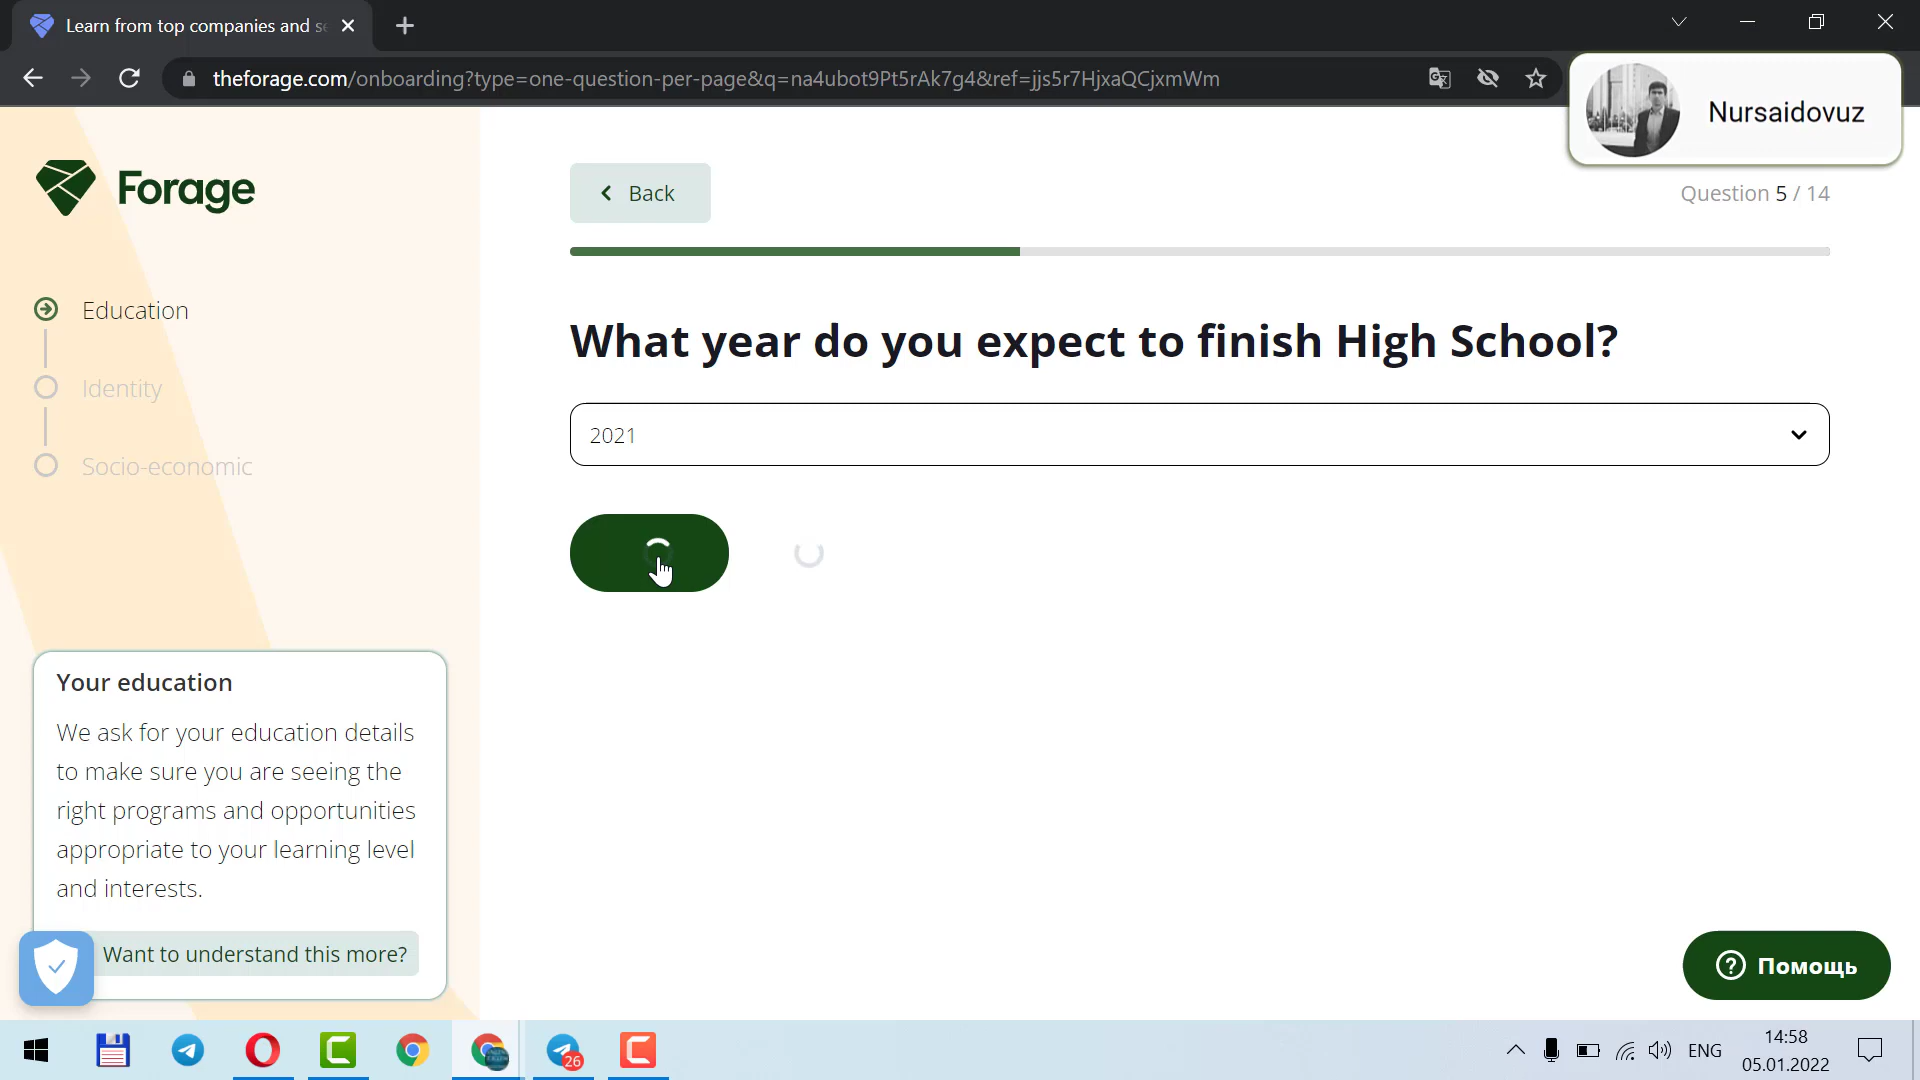 Learn from top companies and se
theforage.com/onboarding?type=one-question-per-page&q=na4ubot9Pt5rAk7g4&ref=jjs5r7HjxaQCjxmWm
Nursaidovuz
Forage
Back
Question 5 / 14
Education
Identity
Socio-economic
What year do you expect to finish High School?
2021
Your education
We ask for your education details
to make sure you are seeing the
right programs and opportunities
appropriate to your learning level
and interests.
Want to understand this more?
Помощь
26
ENG
14:58
05.01.2022